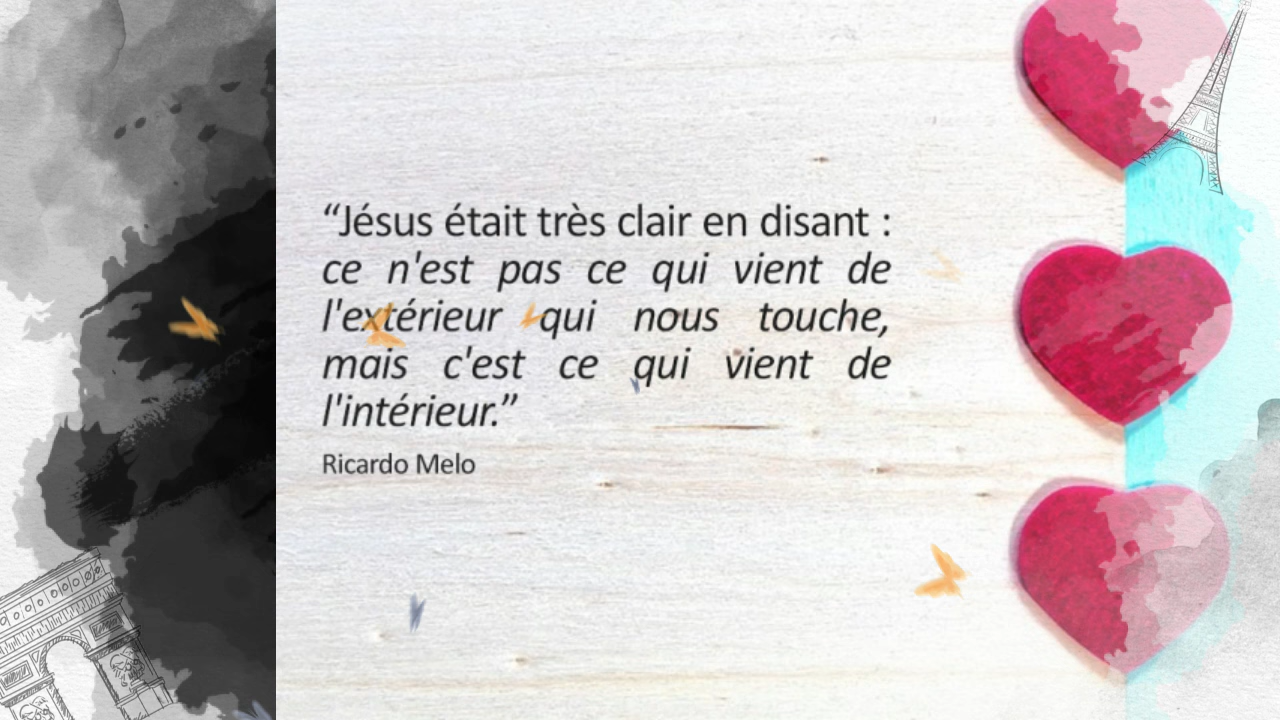 “Jésus était très clair en disant :
ce n'est pas ce qui vient de
l'extérieur qui nous touche,
mais c'est ce qui vient de
l'intérieur.”
Ricardo Melo